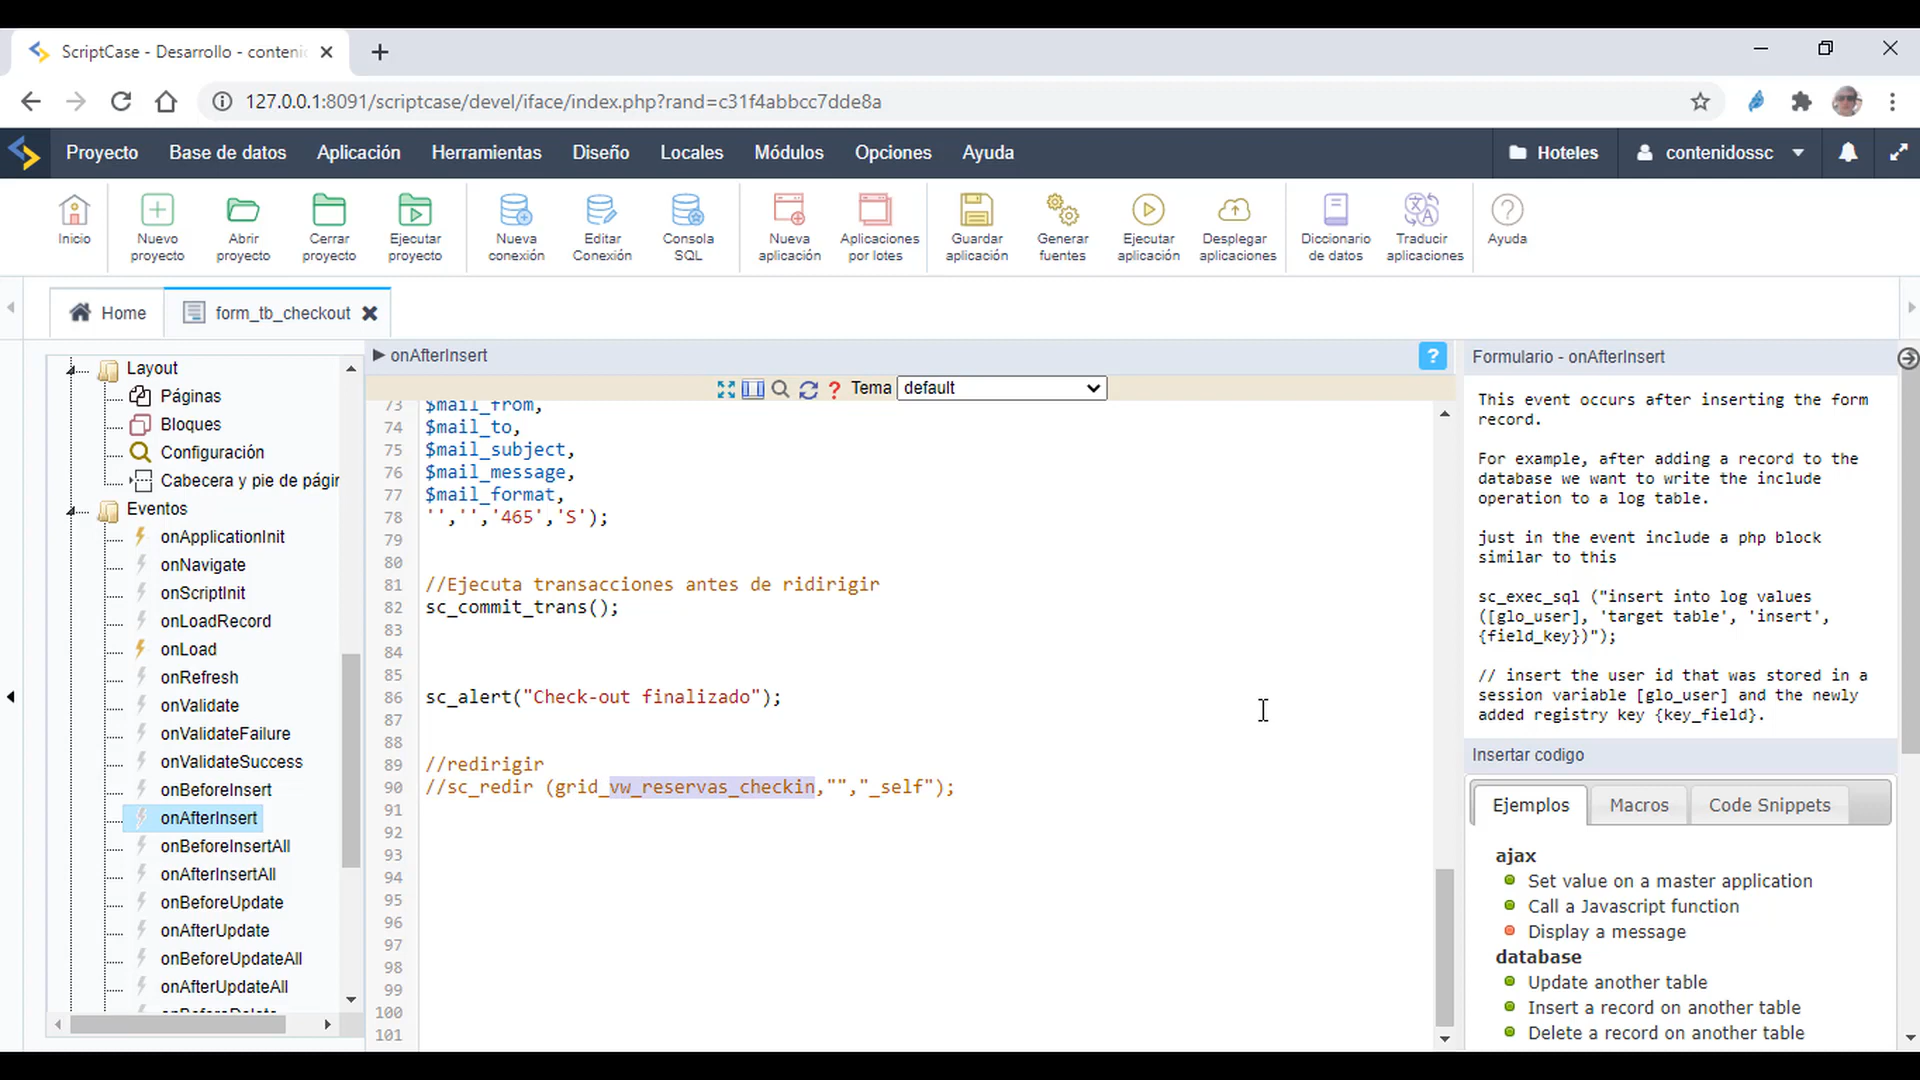 ScriptCase - Desarrollo - conteni
127.0.0.1:8091/scriptcase/devel/iface/index.php?rand=c31f4abbcc7dde8a
Proyecto Base de datos Aplicación Herramientas Diseño Locales Módulos Opciones Ayuda Hoteles contenidossc
Inicio
Nuevo proyecto
Abrir proyecto
Cerrar proyecto
Ejecutar proyecto
Nueva conexión
Editar Conexión
Consola SQL
Nueva aplicación
Aplicaciones por lotes
Guardar aplicación
Generar fuentes
Ejecutar aplicación
Desplegar aplicaciones
Diccionario de datos
Traducir aplicaciones
Ayuda
Home form_tb_checkout
Layout
Páginas
Bloques
Configuración
Cabecera y pie de págir
Eventos
onApplicationInit
onNavigate
onScriptInit
onLoadRecord
onLoad
onRefresh
onValidate
onValidateFailure
onValidateSuccess
onBeforeInsert
onAfterInsert
onBeforeInsertAll
onAfterInsertAll
onBeforeUpdate
onAfterUpdate
onBeforeUpdateAll
onAfterUpdateAll
onBeforeDelete
onAfterInsert ?
? Tema default
73 $mail_from,
74 $mail_to,
75 $mail_subject,
76 $mail_message,
77 $mail_format,
78 '','','465','S');
79
80
81 //Ejecuta transacciones antes de ridirigir
82 sc_commit_trans();
83
84
85
86 sc_alert("Check-out finalizado");
87
88
89 //redirigir
90 //sc_redir (grid_vw_reservas_checkin,"","_self");
91
92
93
94
95
96
97
98
99
100
101
Formulario - onAfterInsert
This event occurs after inserting the form
record.
For example, after adding a record to the
database we want to write the include
operation to a log table.
just in the event include a php block
similar to this
sc_exec_sql ("insert into log values
([glo_user], 'target table', 'insert',
{field_key})");
// insert the user id that was stored in a
session variable [glo_user] and the newly
added registry key {key_field}.
Insertar codigo
Ejemplos Macros Code Snippets
ajax
Set value on a master application
Call a Javascript function
Display a message
database
Update another table
Insert a record on another table
Delete a record on another table